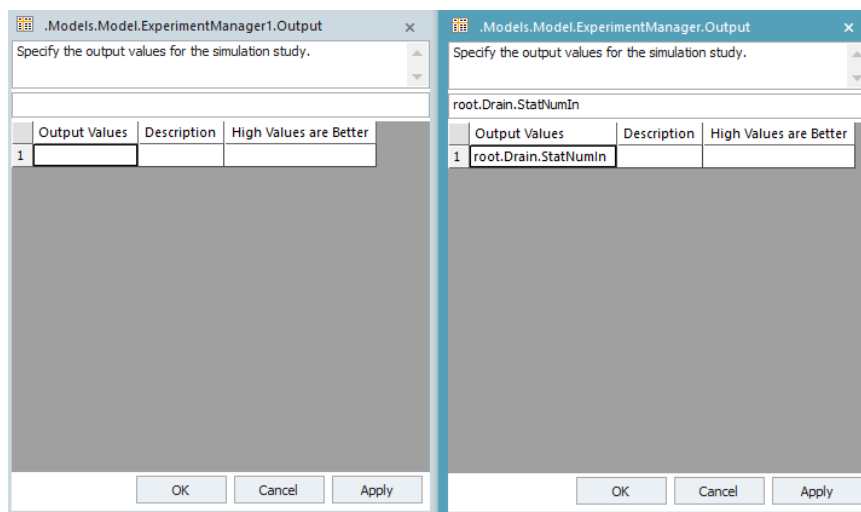 .Models.Model.ExperimentManager1.Output
Specify the output values for the simulation study.
Output Values Description High Values are Better
1
OK Cancel Apply
.Models.Model.ExperimentManager.Output
Specify the output values for the simulation study.
root.Drain.StatNumIn
Output Values Description High Values are Better
1 root.Drain.StatNumIn
OK Cancel Apply